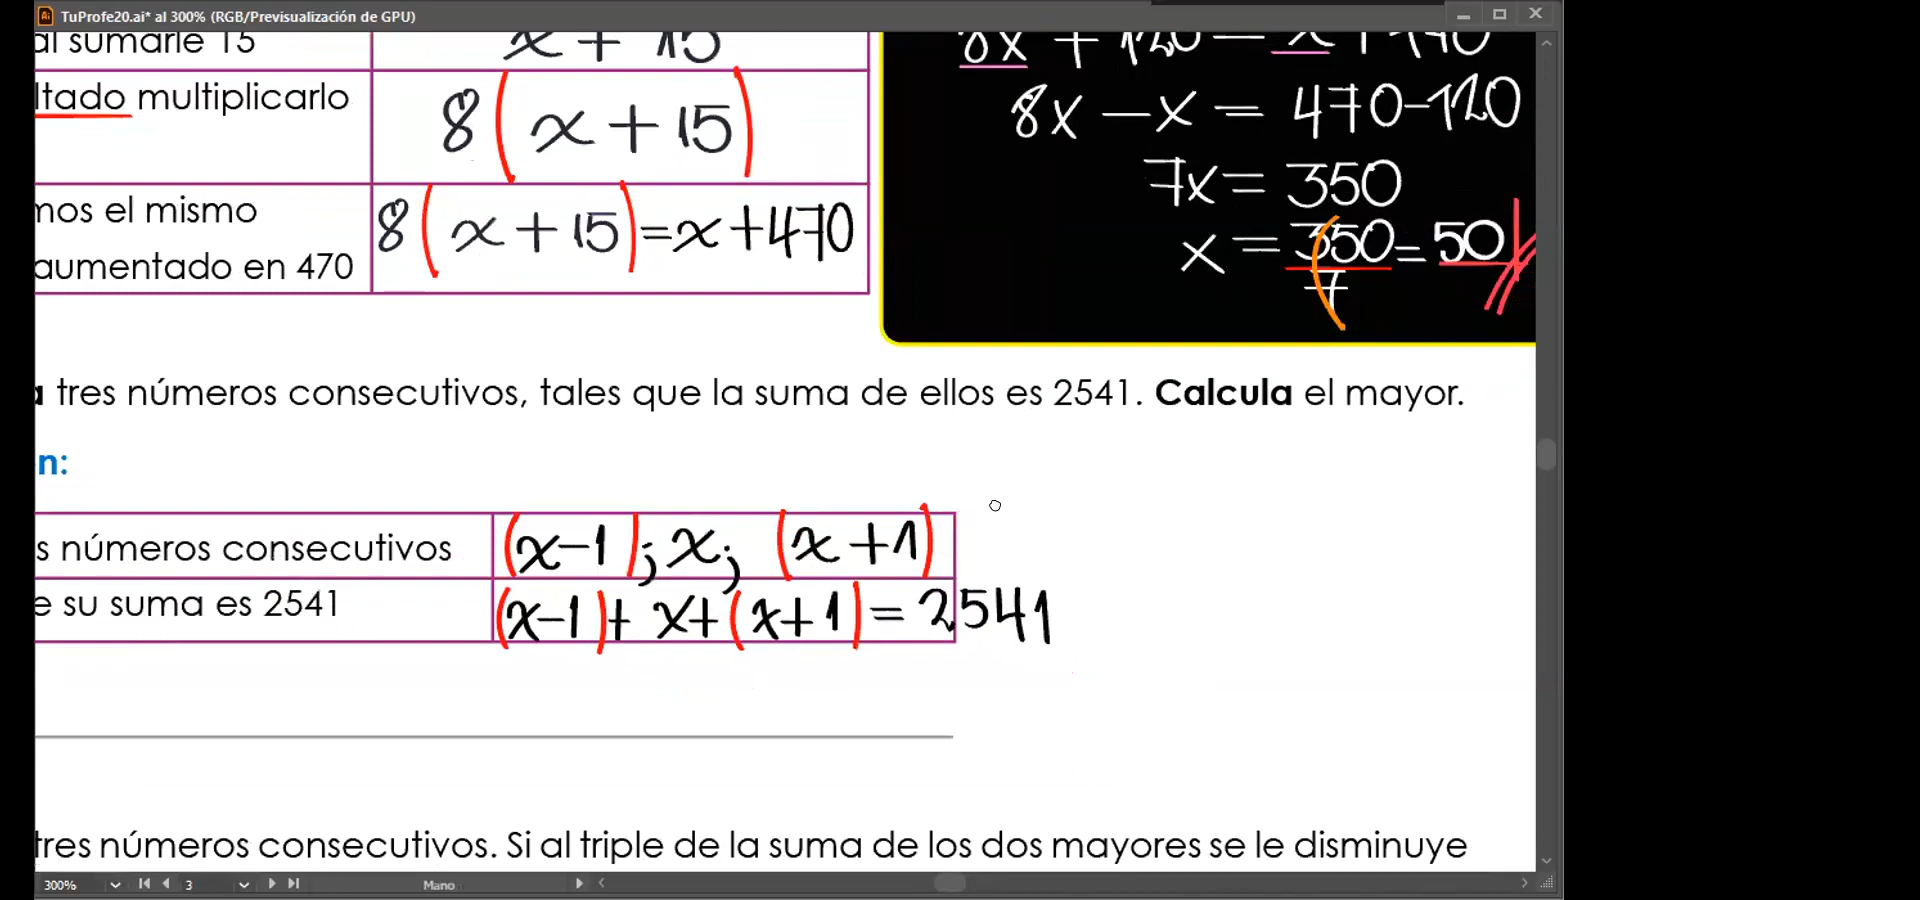 TuProfe20.ai* al 300% (RGB/Previsualización de GPU)
al sumarle 15
x + 15
ltado multiplicarlo
8(x+15)
mos el mismo
aumentado en 470
8(x+15)=x+470
8x + 120 = x + 470
8x - x = 470-120
7x = 350
x = 350/7 = 50
a tres números consecutivos, tales que la suma de ellos es 2541. Calcula el mayor.
n:
s números consecutivos
(x-1); x; (x+1)
e su suma es 2541
(x-1)+ x+(x+1)= 2541
tres números consecutivos. Si al triple de la suma de los dos mayores se le disminuye
300%
3
Mano